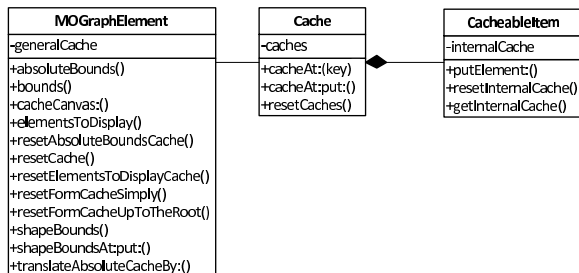 MOGraphElement
-generalCache
+absoluteBounds()
+bounds()
+cacheCanvas:()
+elementsToDisplay()
+resetAbsoluteBoundsCache()
+resetCache()
+resetElementsToDisplayCache()
+resetFormCacheSimply()
+resetFormCacheUpToTheRoot()
+shapeBounds()
+shapeBoundsAt:put:()
+translateAbsoluteCacheBy:()
Cache
-caches
+cacheAt:(key)
+cacheAt:put:()
+resetCaches()
CacheableItem
-internalCache
+putElement:()
+resetInternalCache()
+getInternalCache()